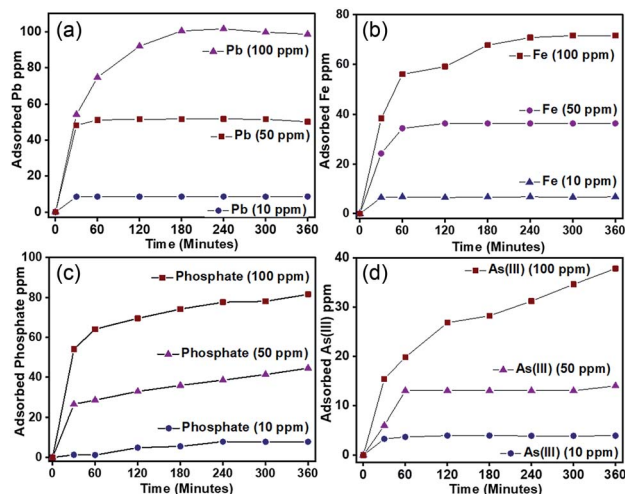 (a)
Adsorbed Pb ppm
100
80
60
40
20
0
Pb (100 ppm)
Pb (50 ppm)
Pb (10 ppm)
0 60 120 180 240 300 360
Time (Minutes)
(b)
Adsorbed Fe ppm
80
60
40
20
0
Fe (100 ppm)
Fe (50 ppm)
Fe (10 ppm)
0 60 120 180 240 300 360
Time (Minutes)
(c)
Adsorbed Phosphate ppm
100
80
60
40
20
0
Phosphate (100 ppm)
Phosphate (50 ppm)
Phosphate (10 ppm)
0 60 120 180 240 300 360
Time (Minutes)
(d)
Adsorbed As(III) ppm
40
30
20
10
0
As(III) (100 ppm)
As(III) (50 ppm)
As(III) (10 ppm)
0 60 120 180 240 300 360
Time (Minutes)